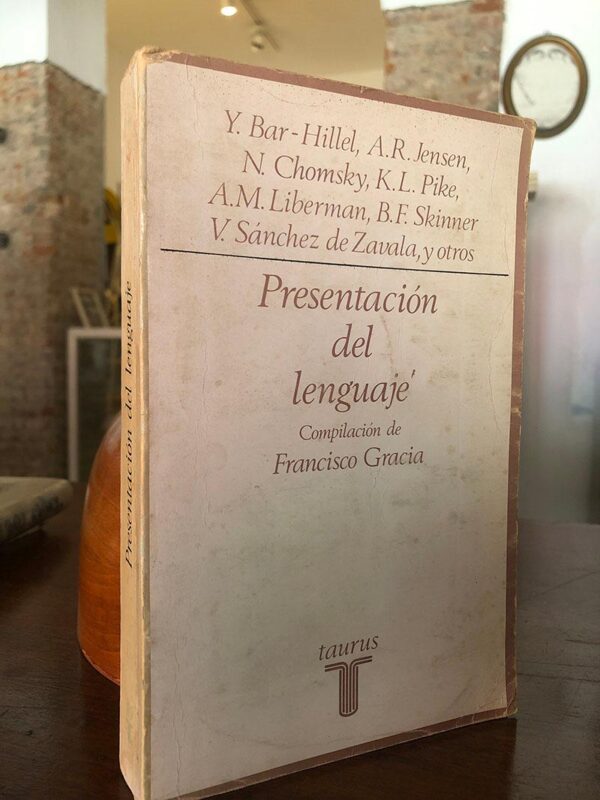 Y. Bar-Hillel, A.R. Jensen,
N. Chomsky, K.L. Pike,
A.M. Liberman, B.F. Skinner
V. Sánchez de Zavala, y otros
Presentación
del
lenguaje
Compilación de
Francisco Gracia
taurus
T
Presentación del lenguaje